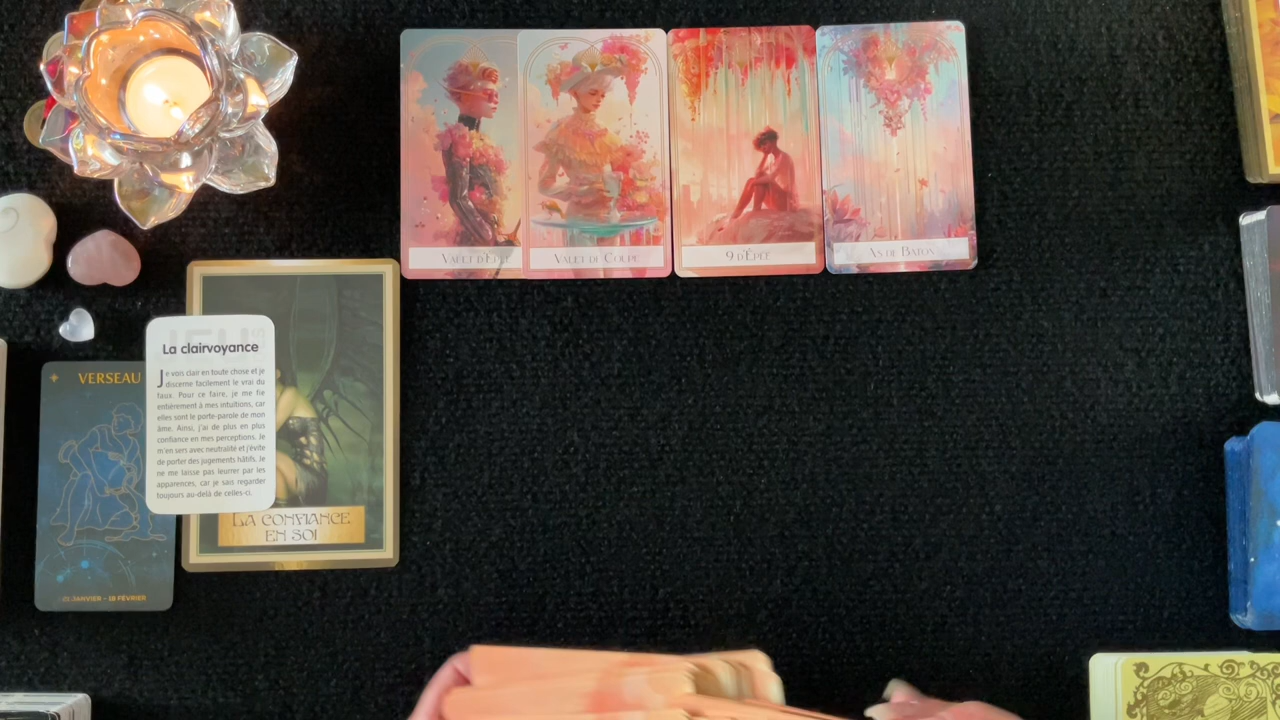 VALET D'ÉPÉE
VALET DE COUPE
9 D'ÉPÉE
AS DE BATON
VERSEAU
21 JANVIER - 18 FÉVRIER
La clairvoyance
Je vois clair en toute chose et je
discerne facilement le vrai du
faux. Pour ce faire, je me fie
entièrement à mes intuitions, car
elles sont le porte-parole de mon
âme. Ainsi, j'ai de plus en plus
confiance en mes perceptions. Je
m'en sers avec neutralité et j'évite
de porter des jugements hâtifs. Je
ne me laisse pas leurrer par les
apparences, car je sais regarder
toujours au-delà de celles-ci.
LA CONFIANCE
EN SOI